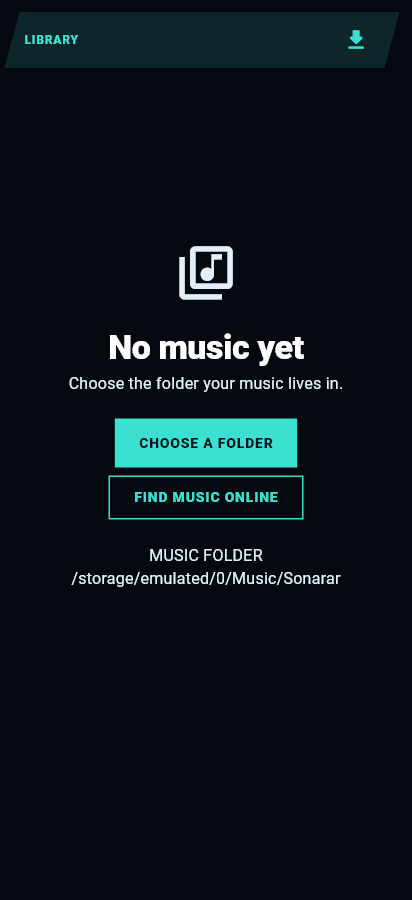 LIBRARY
No music yet
Choose the folder your music lives in.
CHOOSE A FOLDER
FIND MUSIC ONLINE
MUSIC FOLDER
/storage/emulated/0/Music/Sonarar